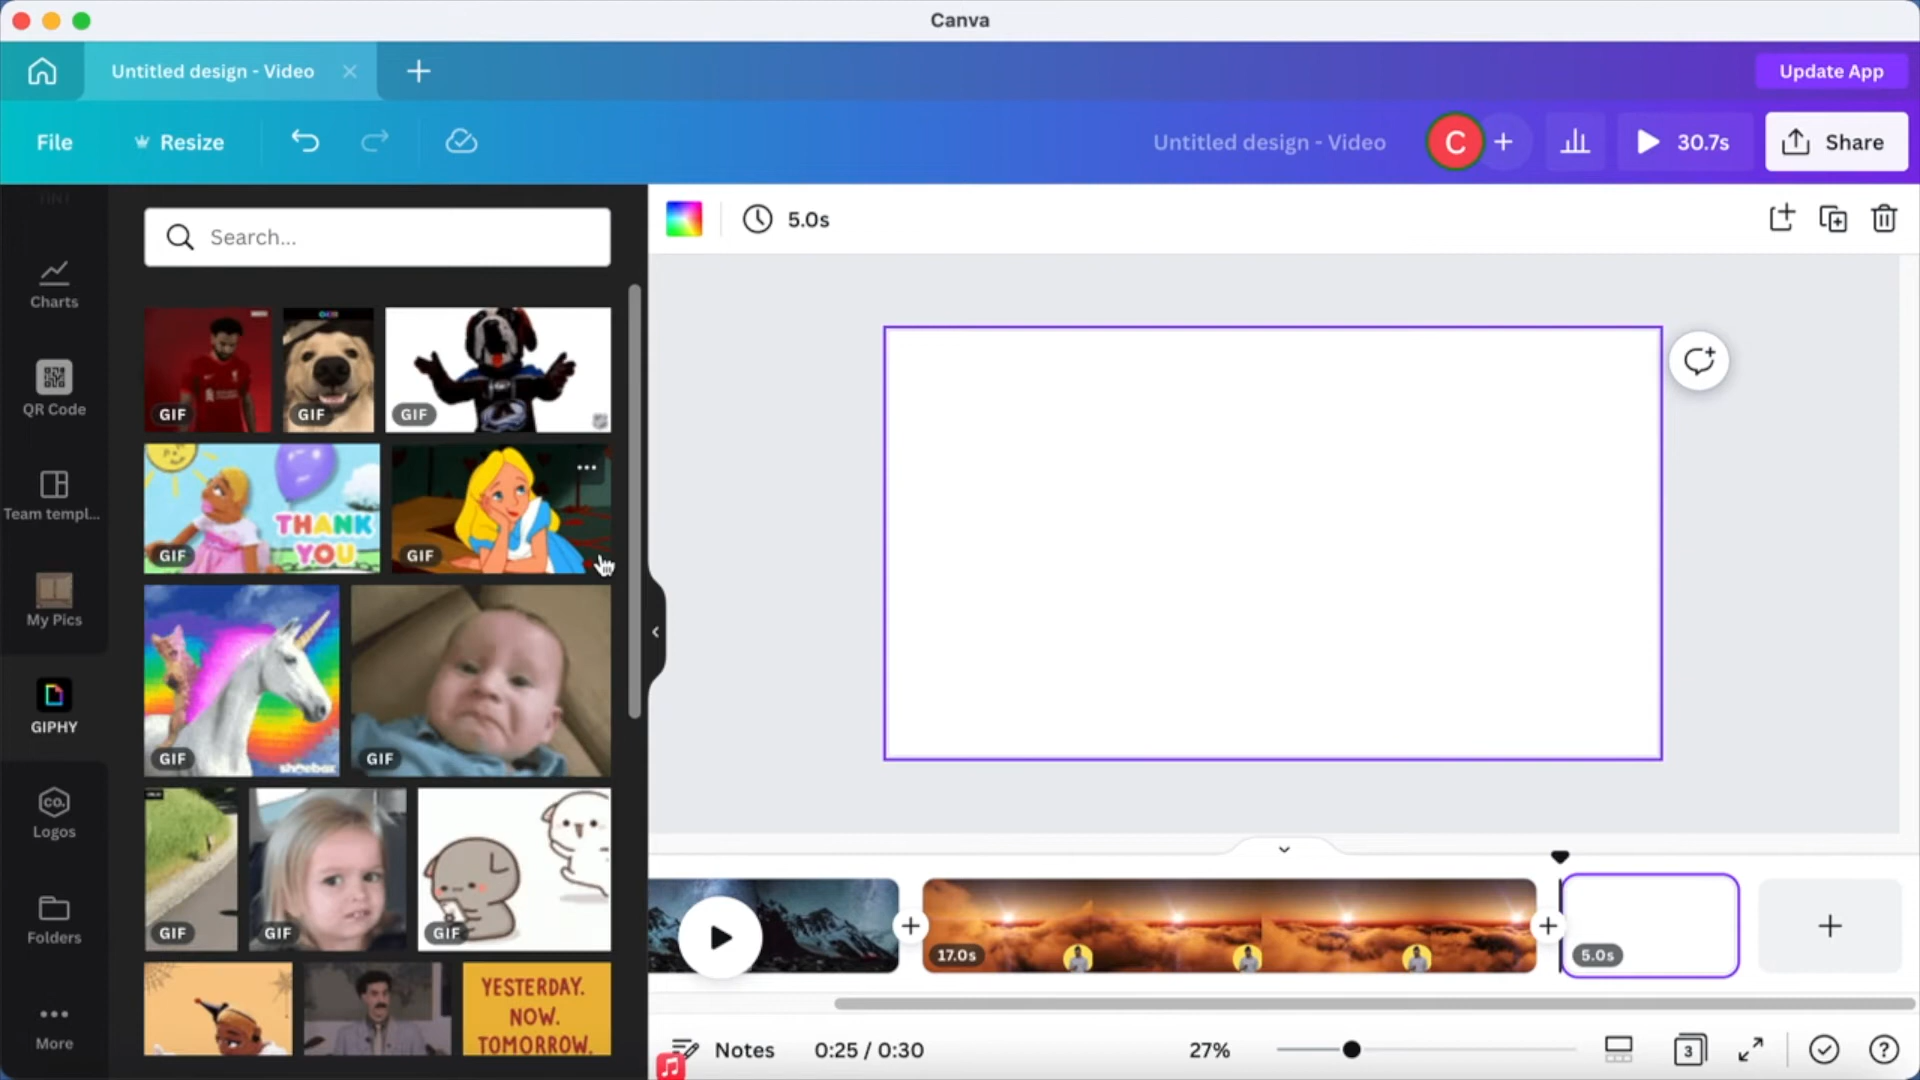 Canva
Untitled design - Video
Update App
File
Resize
Untitled design - Video
C
30.7s
Share
Search...
5.0s
Charts
QR Code
Team templ...
My Pics
GIPHY
Logos
Folders
More
GIF
GIF
GIF
THANK
YOU
GIF
GIF
GIF
shoebox
GIF
GIF
GIF
GIF
YESTERDAY.
NOW.
TOMORROW.
CO.
17.0s
5.0s
Notes
0:25 / 0:30
27%
3